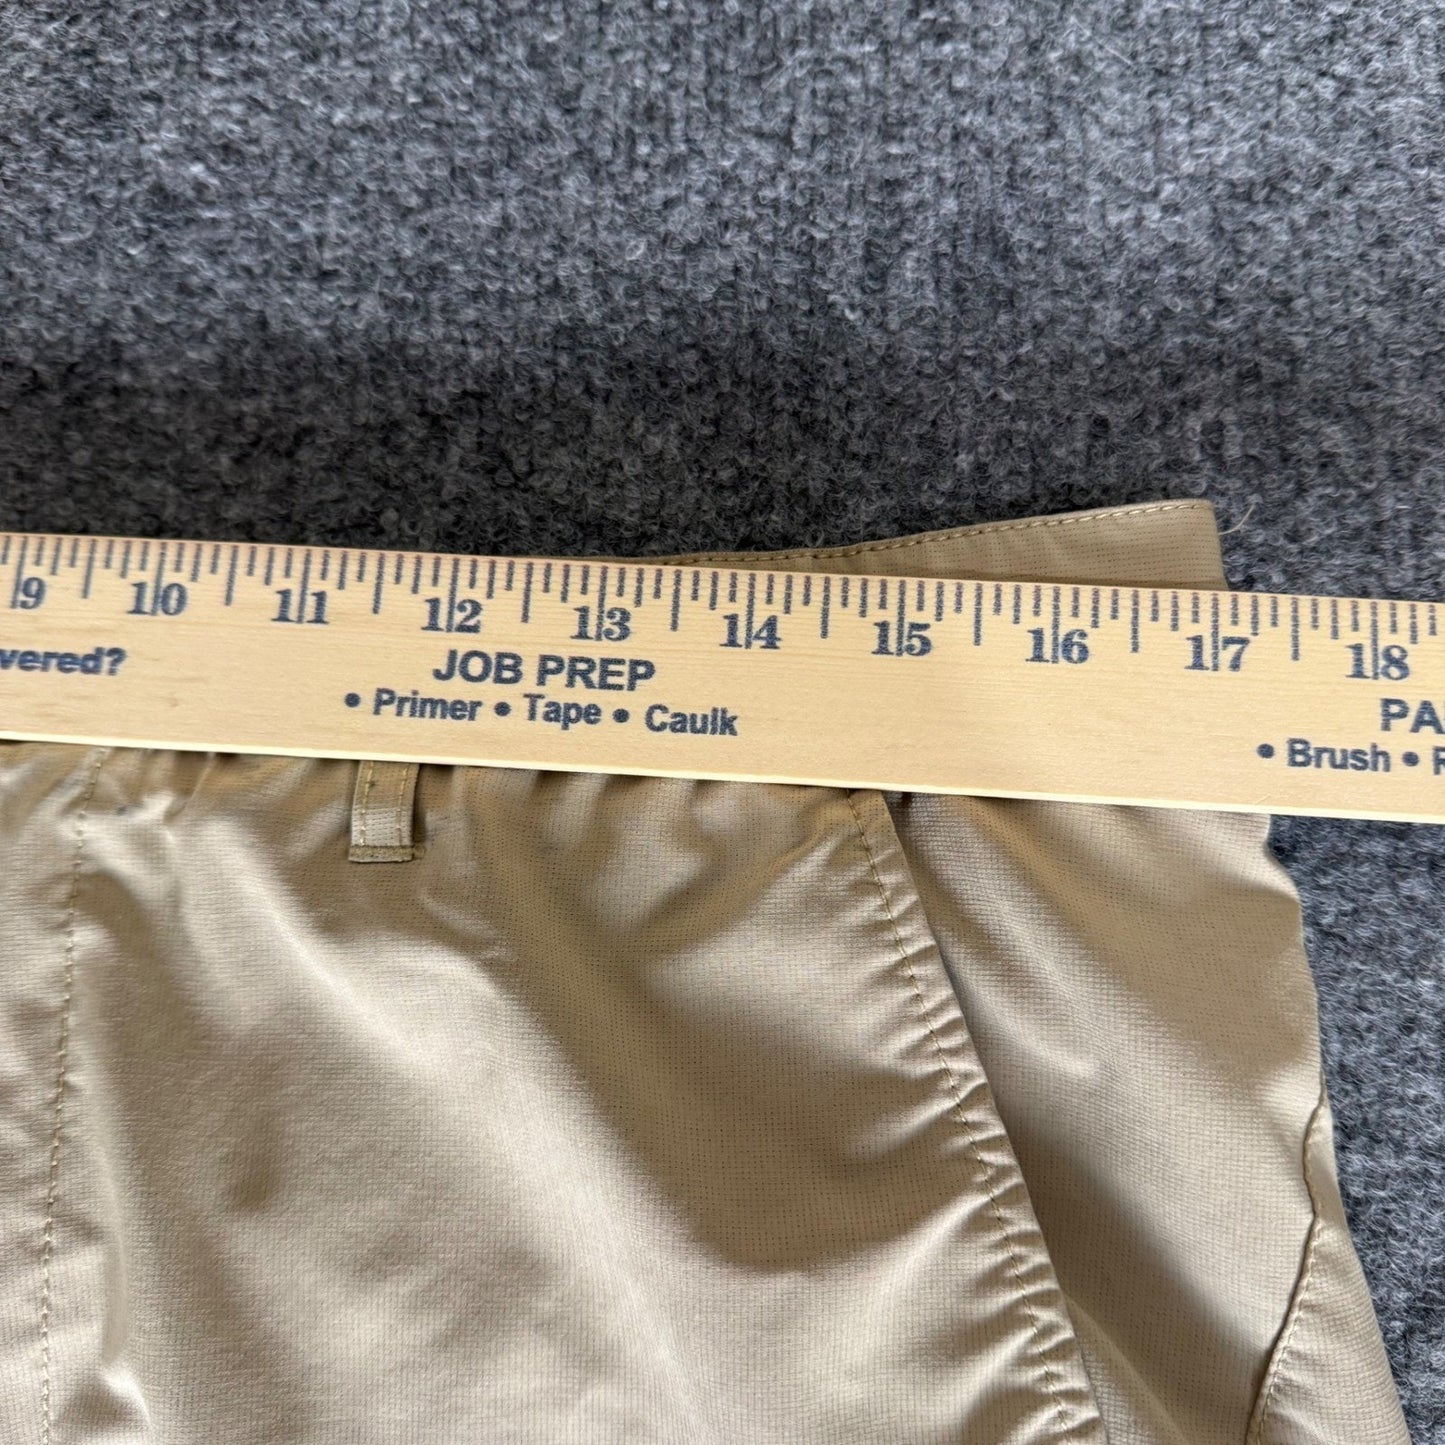 9 10 11 12 13 14 15 16 17 18
vered?
JOB PREP
• Primer • Tape • Caulk
PA
• Brush • R